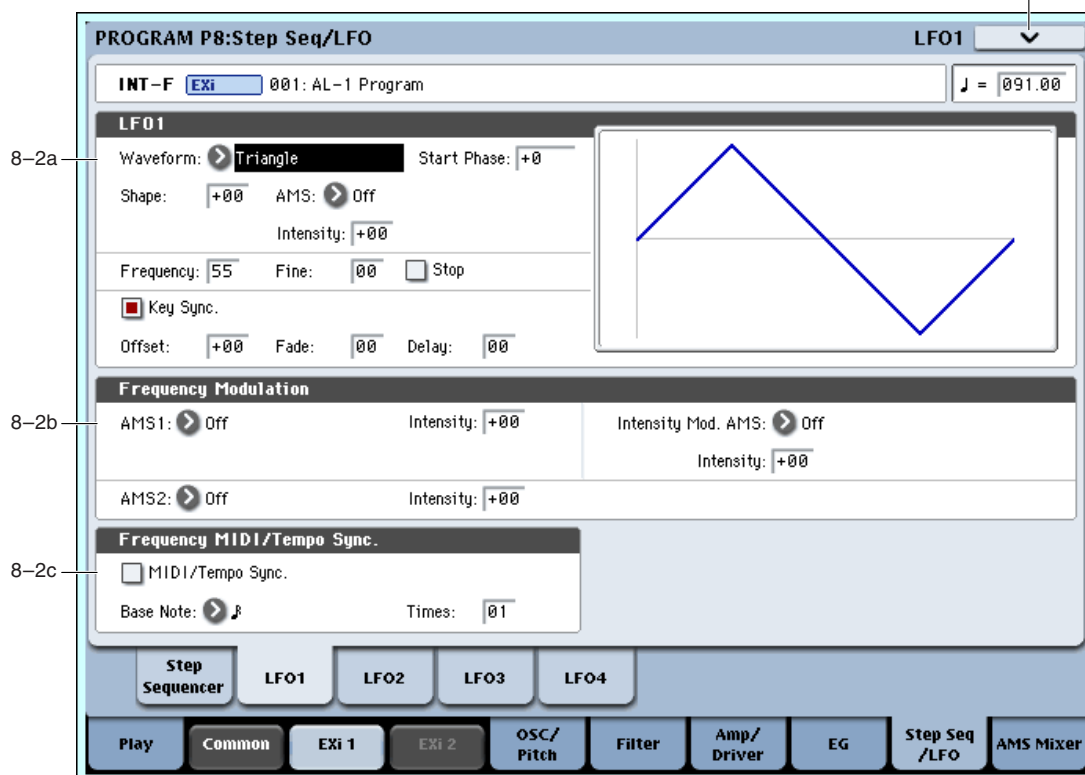 PROGRAM P8:Step Seq/LFO LFO1
INT-F EXi 001: AL-1 Program ♩ = 091.00
LFO1
8-2a Waveform: Triangle Start Phase: +0
Shape: +00 AMS: Off
Intensity: +00
Frequency: 55 Fine: 00 Stop
Key Sync.
Offset: +00 Fade: 00 Delay: 00
Frequency Modulation
8-2b AMS1: Off Intensity: +00 Intensity Mod. AMS: Off
Intensity: +00
AMS2: Off Intensity: +00
Frequency MIDI/Tempo Sync.
8-2c MIDI/Tempo Sync.
Base Note: Times: 01
Step Sequencer LFO1 LFO2 LFO3 LFO4
Play Common EXi 1 EXi 2 OSC/Pitch Filter Amp/Driver EG Step Seq/LFO AMS Mixer